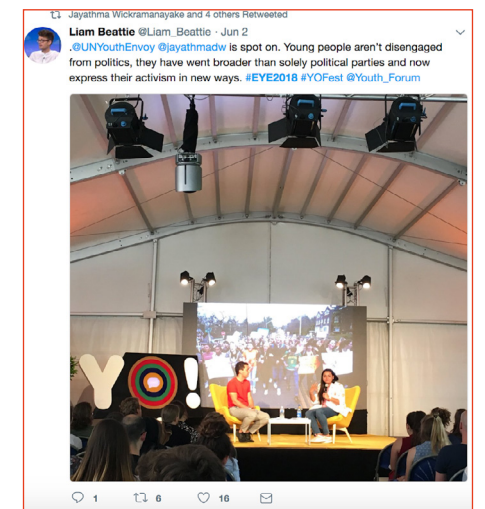 Jayathma Wickramanayake and 4 others Retweeted
Liam Beattie @Liam_Beattie · Jun 2
.@UNYouthEnvoy @jayathmadw is spot on. Young people aren't disengaged
from politics, they have went broader than solely political parties and now
express their activism in new ways. #EYE2018 #YOFest @Youth_Forum
YO!
1 6 16